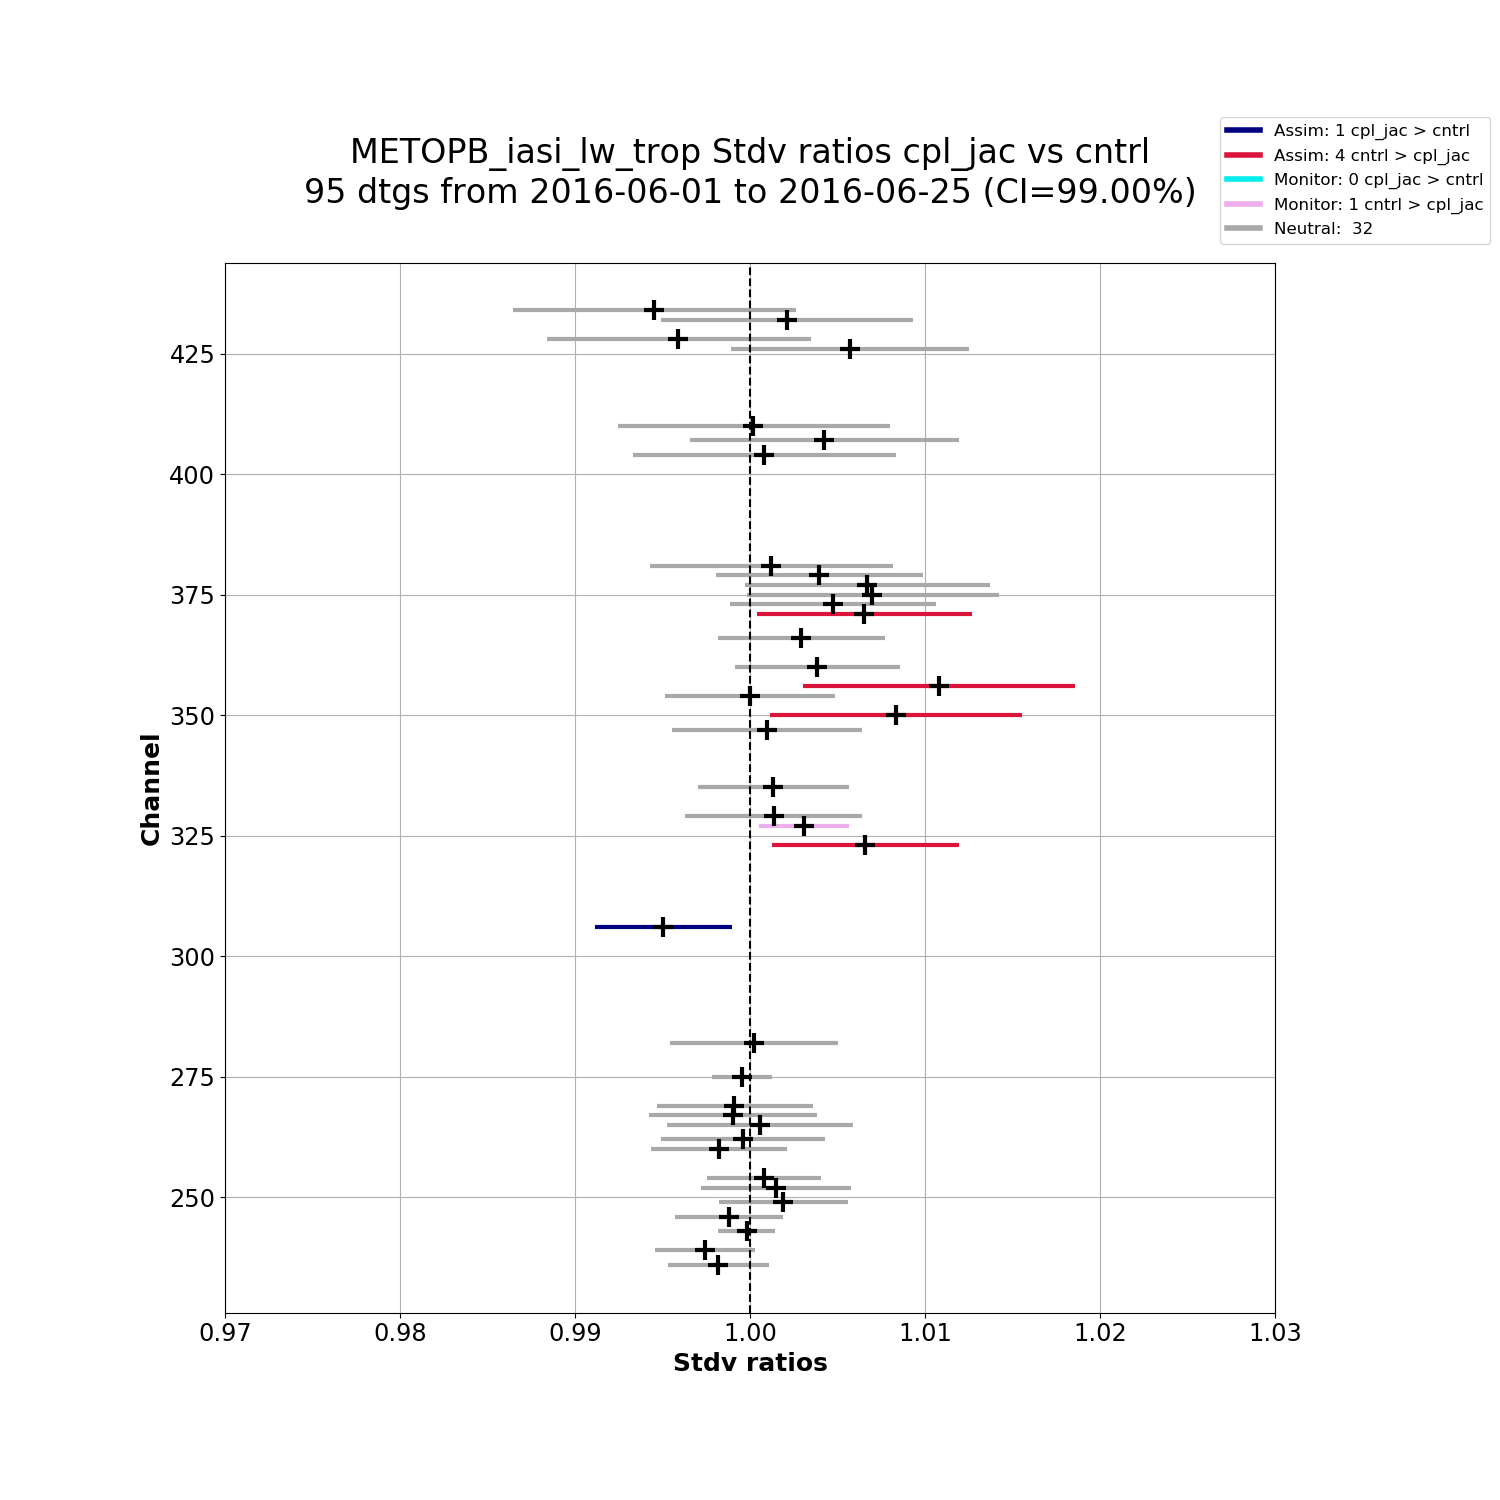 METOPB_iasi_lw_trop Stdv ratios cpl_jac vs cntrl
95 dtgs from 2016-06-01 to 2016-06-25 (CI=99.00%)
Assim: 1 cpl_jac > cntrl
Assim: 4 cntrl > cpl_jac
Monitor: 0 cpl_jac > cntrl
Monitor: 1 cntrl > cpl_jac
Neutral:  32
Channel
425
400
375
350
325
300
275
250
0.97 0.98 0.99 1.00 1.01 1.02 1.03
Stdv ratios